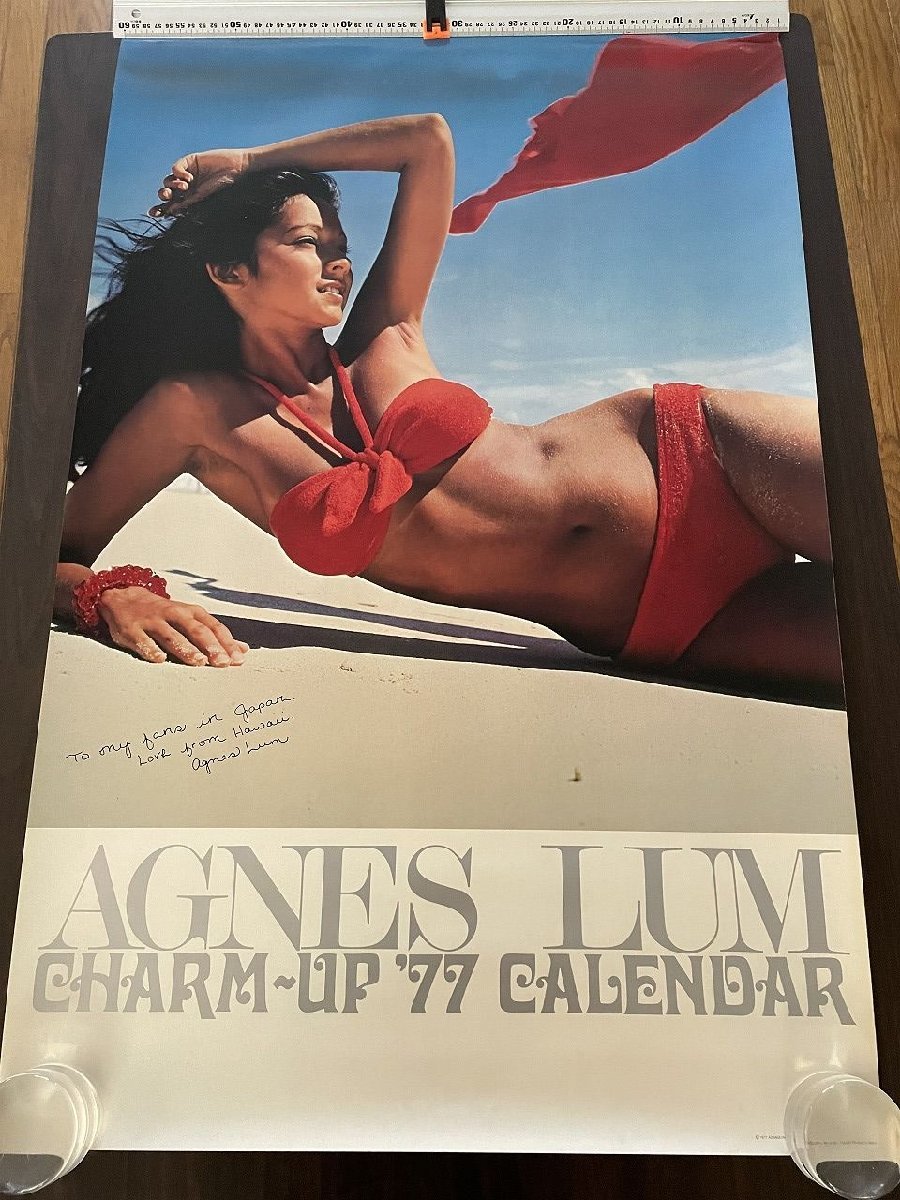 To my fans in Japan
Love from Hawaii
Agnes Lum
AGNES LUM
CHARM-UP '77 CALENDAR